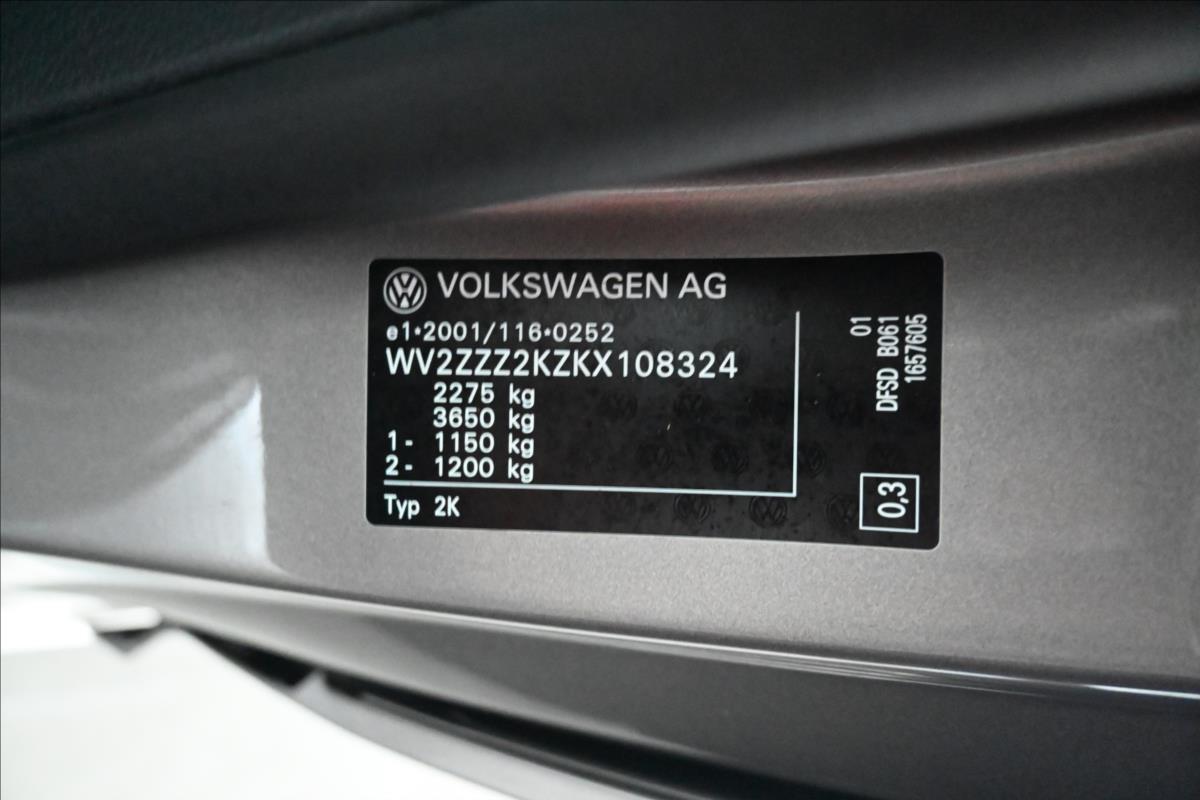 VOLKSWAGEN AG
e1*2001/116*0252
WV2ZZZ2KZKX108324
2275 kg
3650 kg
1- 1150 kg
2- 1200 kg
Typ 2K
01
DFSD B061
1657605
0,3